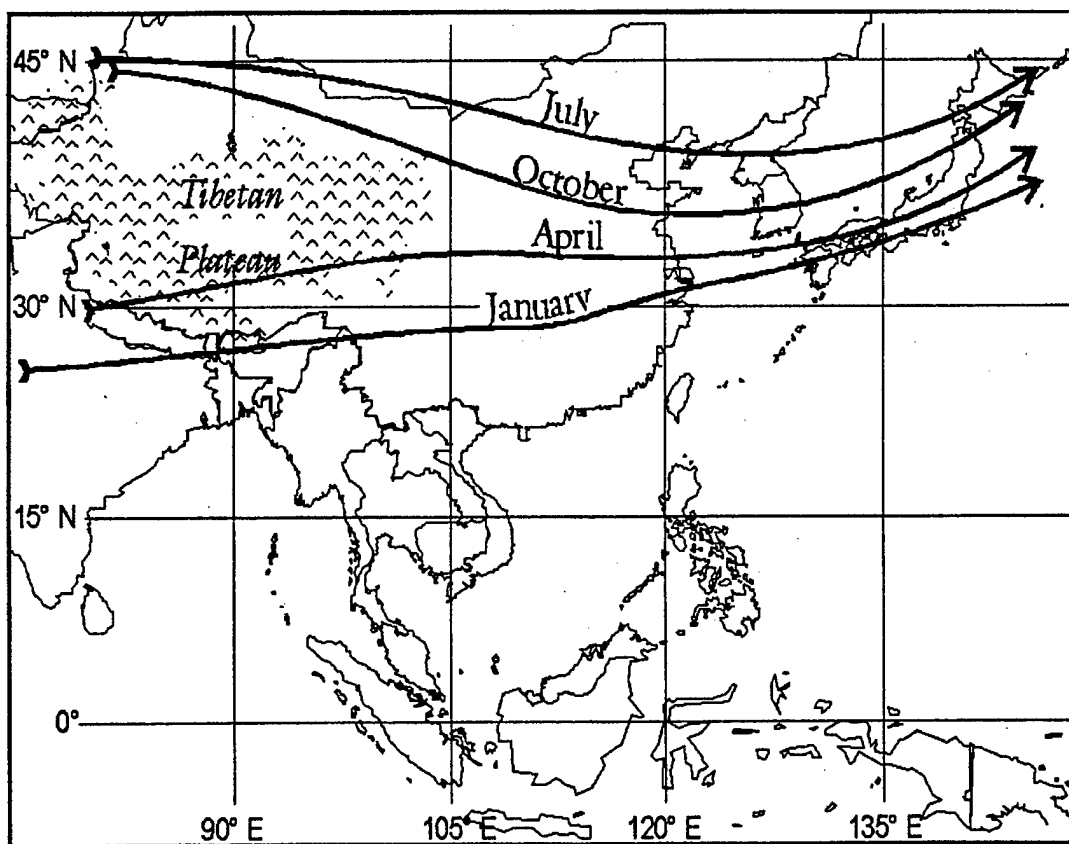 45° N
July
October
Tibetan
Plateau
April
30° N
January
15° N
0°
90° E
105° E
120° E
135° E